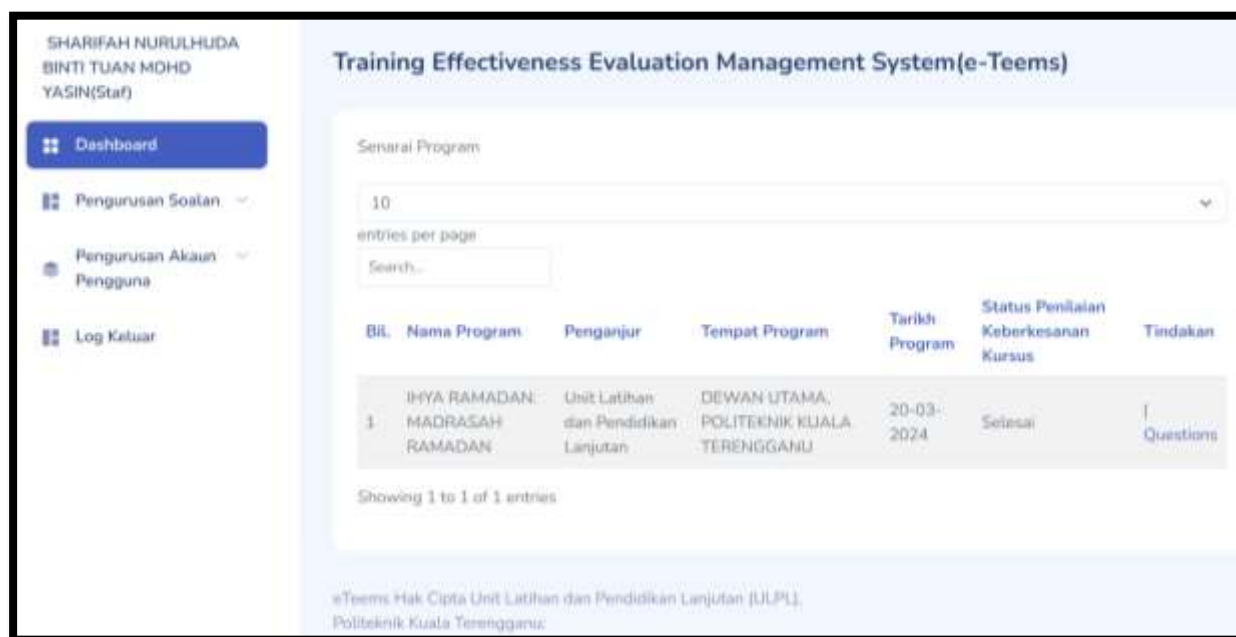 SHARIFAH NURULHUDA
BINTI TUAN MOHD
YASIN(Staf)
Dashboard
Pengurusan Soalan
Pengurusan Akaun
Pengguna
Log Keluar
Training Effectiveness Evaluation Management System(e-Teems)
Senarai Program
10
entries per page
Search...
Bil. Nama Program Penganjur Tempat Program Tarikh Program Status Penilaian Keberkesanan Kursus Tindakan
1 IHYA RAMADAN: MADRASAH RAMADAN Unit Latihan dan Pendidikan Lanjutan DEWAN UTAMA, POLITEKNIK KUALA TERENGGANU 20-03-2024 Selesai | Questions
Showing 1 to 1 of 1 entries
eTeems Hak Cipta Unit Latihan dan Pendidikan Lanjutan [ULPL],
Politeknik Kuala Terengganu.